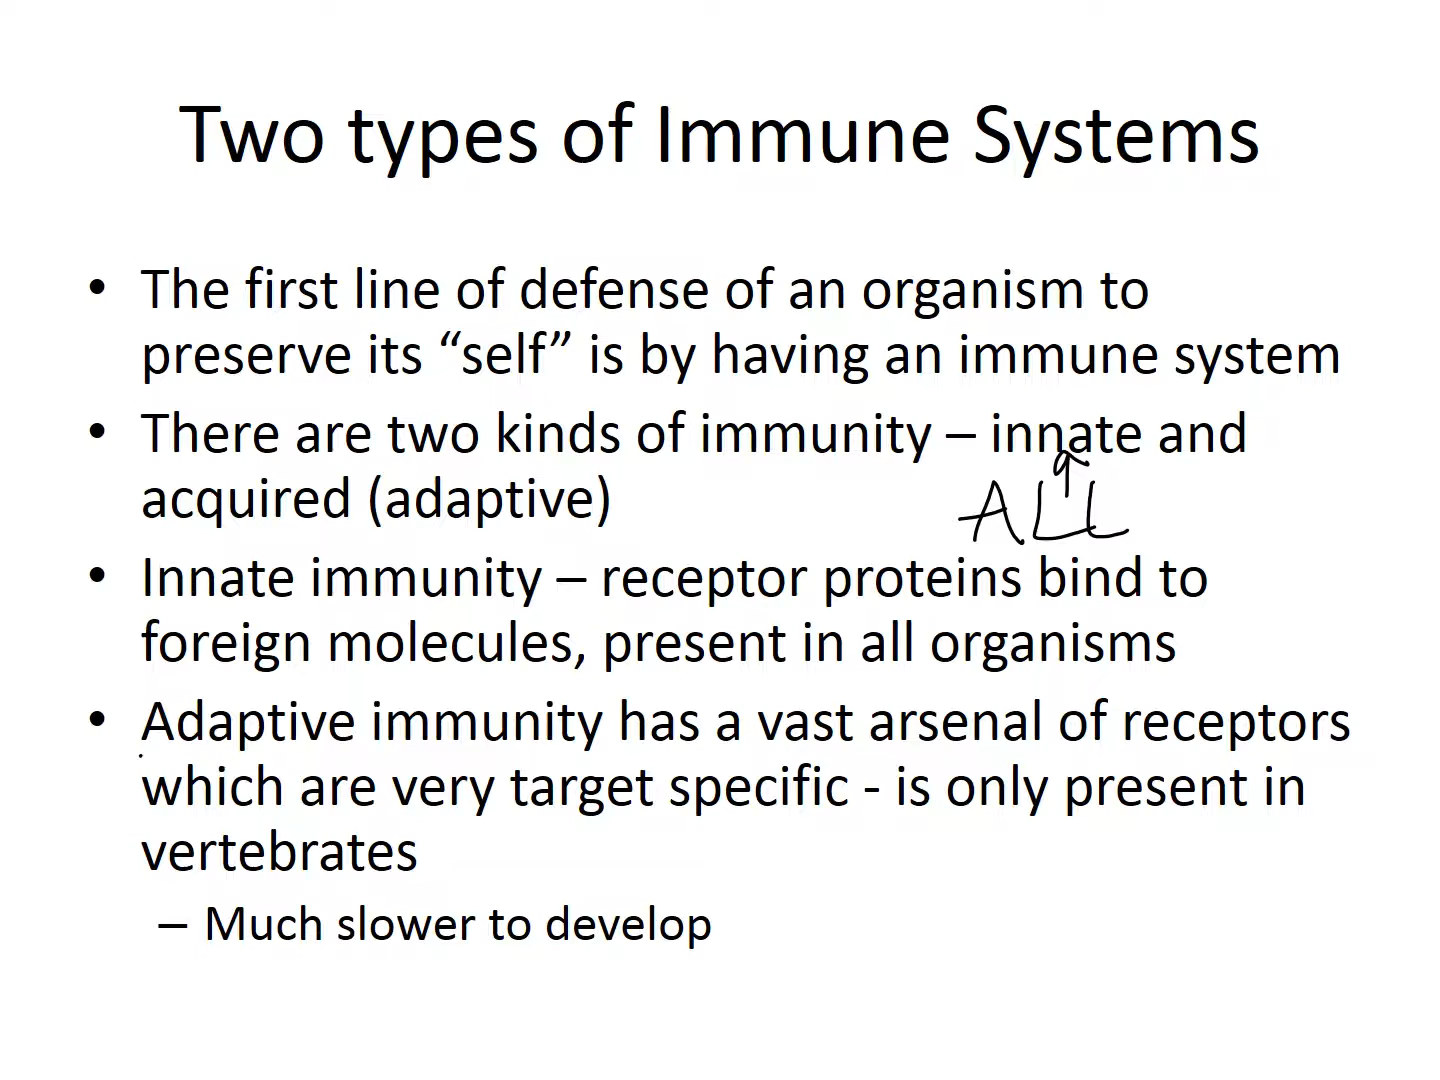 Two types of Immune Systems
• The first line of defense of an organism to
preserve its “self” is by having an immune system
• There are two kinds of immunity – innate and
acquired (adaptive)
ALL
• Innate immunity – receptor proteins bind to
foreign molecules, present in all organisms
• Adaptive immunity has a vast arsenal of receptors
which are very target specific - is only present in
vertebrates
– Much slower to develop